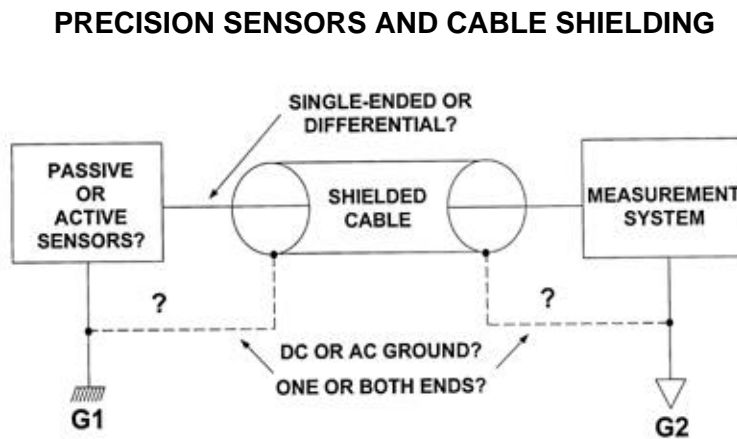 PRECISION SENSORS AND CABLE SHIELDING
SINGLE-ENDED OR
DIFFERENTIAL?
PASSIVE
OR
ACTIVE
SENSORS?
SHIELDED
CABLE
MEASUREMENT
SYSTEM
?
?
DC OR AC GROUND?
ONE OR BOTH ENDS?
G1
G2